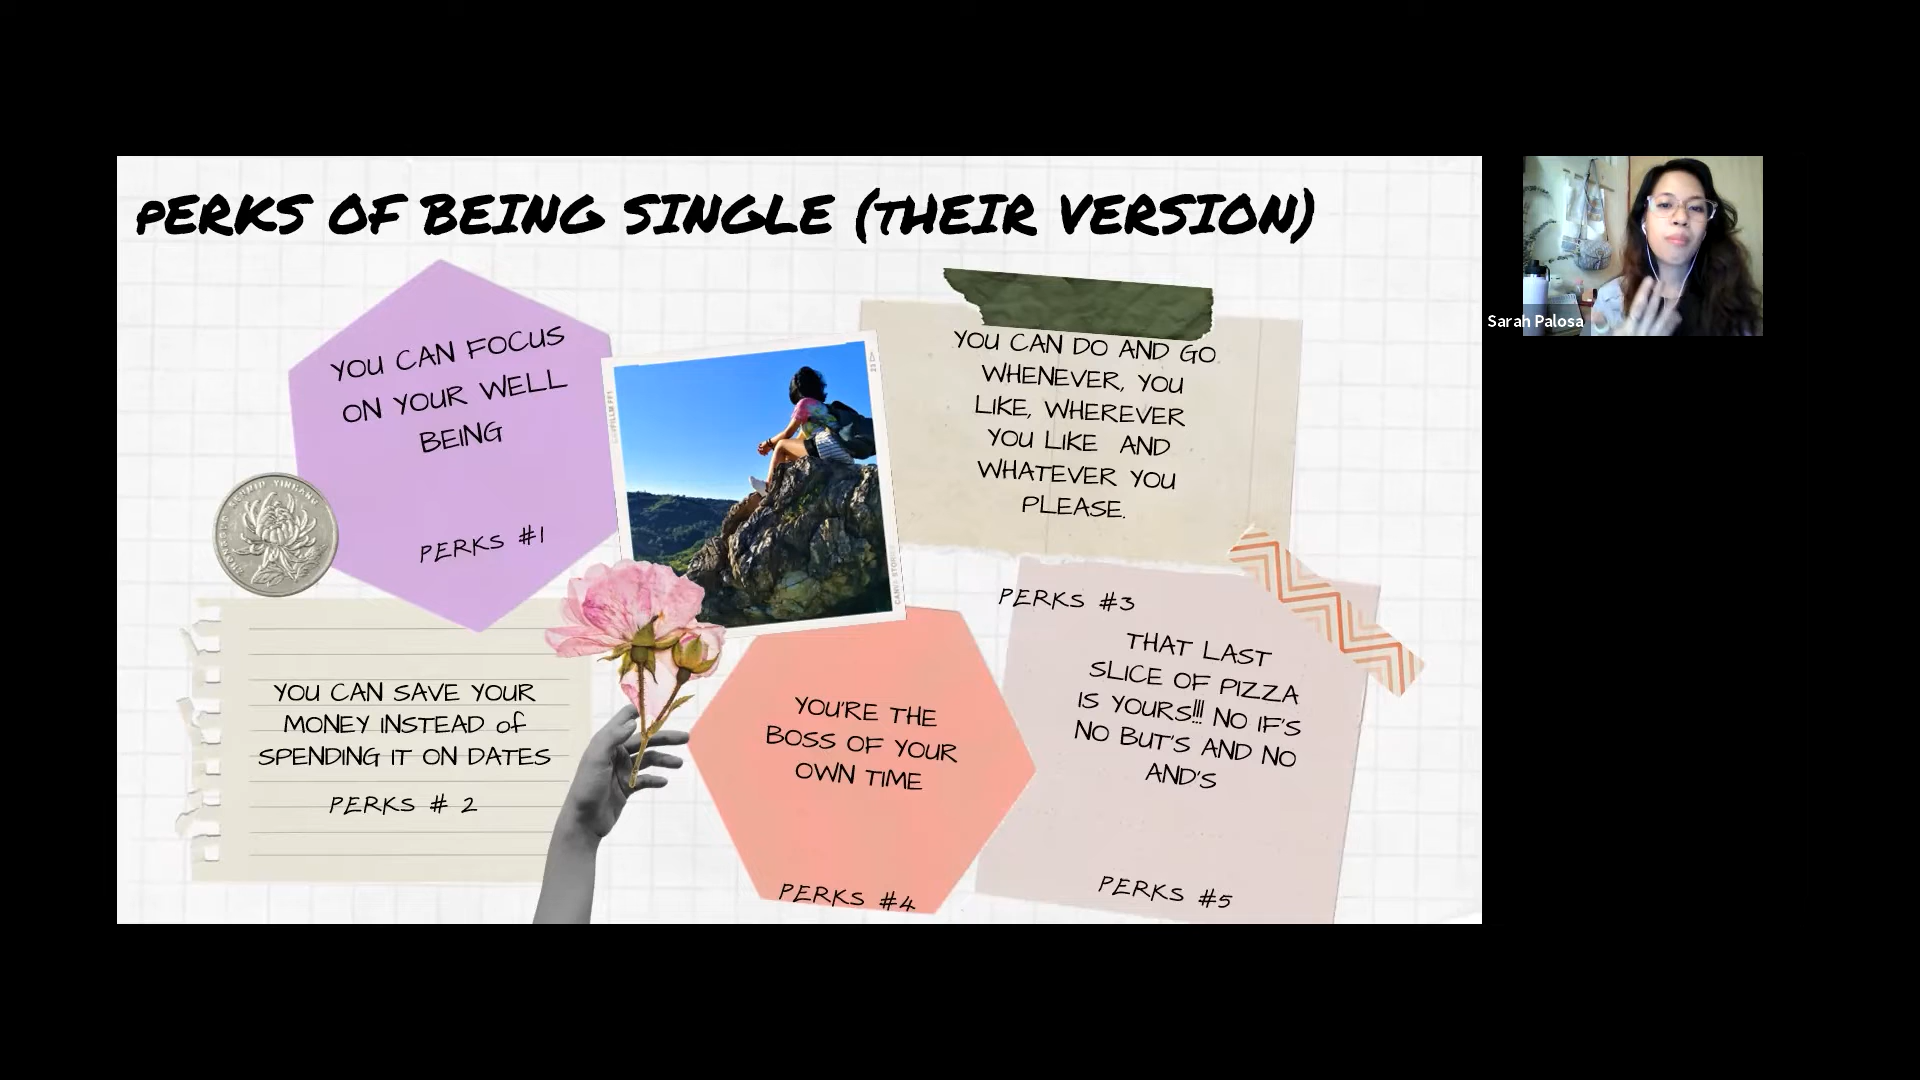 PERKS OF BEING SINGLE (THEIR VERSION)
YOU CAN FOCUS
ON YOUR WELL
BEING
PERKS #1
YOU CAN SAVE YOUR
MONEY INSTEAD of
SPENDING IT ON DATES
PERKS # 2
YOU CAN DO AND GO
WHENEVER, YOU
LIKE, WHEREVER
YOU LIKE AND
WHATEVER YOU
PLEASE.
PERKS #3
YOU'RE THE
BOSS OF YOUR
OWN TIME
PERKS #4
THAT LAST
SLICE OF PIZZA
IS YOURS!!! NO IF'S
NO BUT'S AND NO
AND'S
PERKS #5
Sarah Palosa